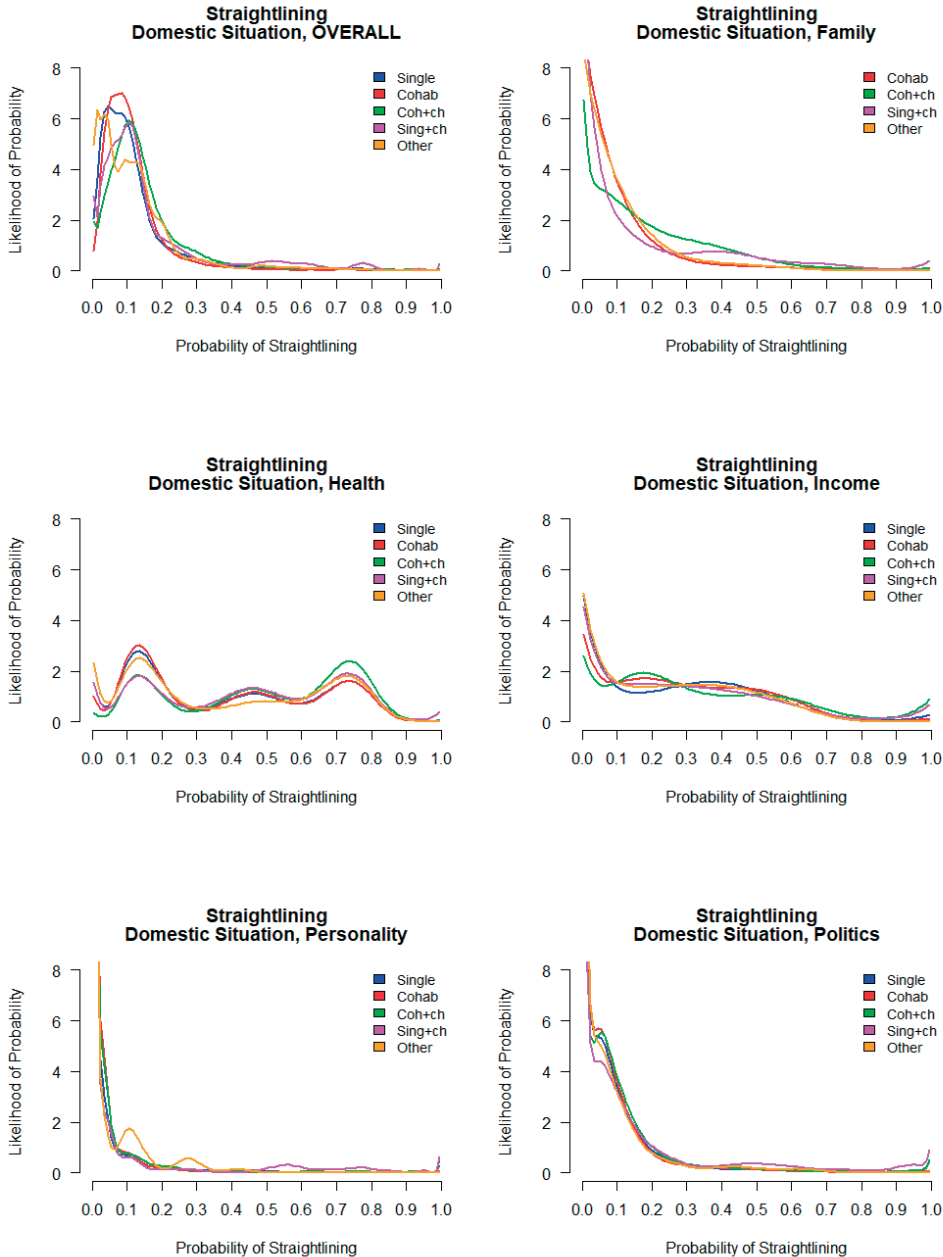 Straightlining
Domestic Situation, OVERALL
Likelihood of Probability
8
6
4
2
0
Single
Cohab
Coh+ch
Sing+ch
Other
0.0 0.1 0.2 0.3 0.4 0.5 0.6 0.7 0.8 0.9 1.0
Probability of Straightlining
Straightlining
Domestic Situation, Family
Likelihood of Probability
8
6
4
2
0
Cohab
Coh+ch
Sing+ch
Other
0.0 0.1 0.2 0.3 0.4 0.5 0.6 0.7 0.8 0.9 1.0
Probability of Straightlining
Straightlining
Domestic Situation, Health
Likelihood of Probability
8
6
4
2
0
Single
Cohab
Coh+ch
Sing+ch
Other
0.0 0.1 0.2 0.3 0.4 0.5 0.6 0.7 0.8 0.9 1.0
Probability of Straightlining
Straightlining
Domestic Situation, Income
Likelihood of Probability
8
6
4
2
0
Single
Cohab
Coh+ch
Sing+ch
Other
0.0 0.1 0.2 0.3 0.4 0.5 0.6 0.7 0.8 0.9 1.0
Probability of Straightlining
Straightlining
Domestic Situation, Personality
Likelihood of Probability
8
6
4
2
0
Single
Cohab
Coh+ch
Sing+ch
Other
0.0 0.1 0.2 0.3 0.4 0.5 0.6 0.7 0.8 0.9 1.0
Probability of Straightlining
Straightlining
Domestic Situation, Politics
Likelihood of Probability
8
6
4
2
0
Single
Cohab
Coh+ch
Sing+ch
Other
0.0 0.1 0.2 0.3 0.4 0.5 0.6 0.7 0.8 0.9 1.0
Probability of Straightlining